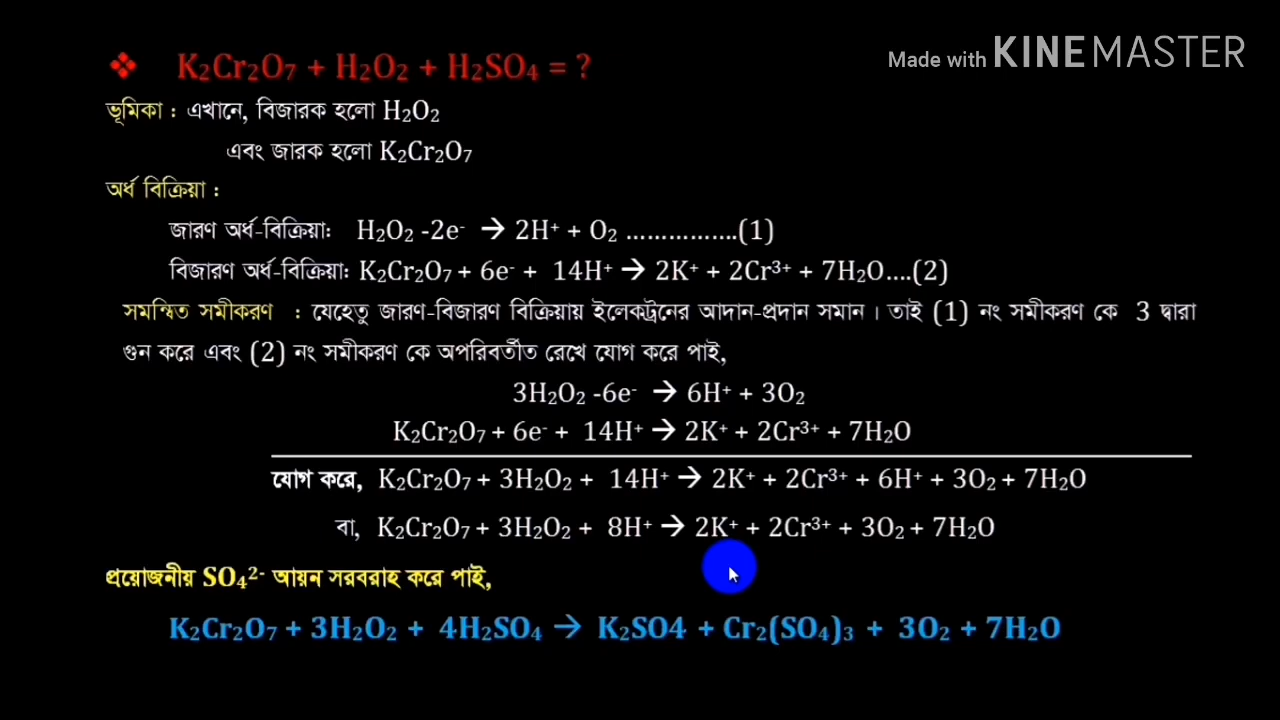 ❖ K₂Cr₂O₇ + H₂O₂ + H₂SO₄ = ?
Made with KINEMASTER
ভূমিকা : এখানে, বিজারক হলো H₂O₂
এবং জারক হলো K₂Cr₂O₇
অর্ধ বিক্রিয়া :
জারণ অর্ধ-বিক্রিয়াঃ H₂O₂ -2e⁻ → 2H⁺ + O₂ ................(1)
বিজারণ অর্ধ-বিক্রিয়াঃ K₂Cr₂O₇ + 6e⁻ + 14H⁺ → 2K⁺ + 2Cr³⁺ + 7H₂O....(2)
সমন্বিত সমীকরণ : যেহেতু জারণ-বিজারণ বিক্রিয়ায় ইলেকট্রনের আদান-প্রদান সমান। তাই (1) নং সমীকরণ কে 3 দ্বারা
গুন করে এবং (2) নং সমীকরণ কে অপরিবর্তীত রেখে যোগ করে পাই,
3H₂O₂ -6e⁻ → 6H⁺ + 3O₂
K₂Cr₂O₇ + 6e⁻ + 14H⁺ → 2K⁺ + 2Cr³⁺ + 7H₂O
যোগ করে, K₂Cr₂O₇ + 3H₂O₂ + 14H⁺ → 2K⁺ + 2Cr³⁺ + 6H⁺ + 3O₂ + 7H₂O
বা, K₂Cr₂O₇ + 3H₂O₂ + 8H⁺ → 2K⁺ + 2Cr³⁺ + 3O₂ + 7H₂O
প্রয়োজনীয় SO₄²⁻ আয়ন সরবরাহ করে পাই,
K₂Cr₂O₇ + 3H₂O₂ + 4H₂SO₄ → K₂SO4 + Cr₂(SO₄)₃ + 3O₂ + 7H₂O